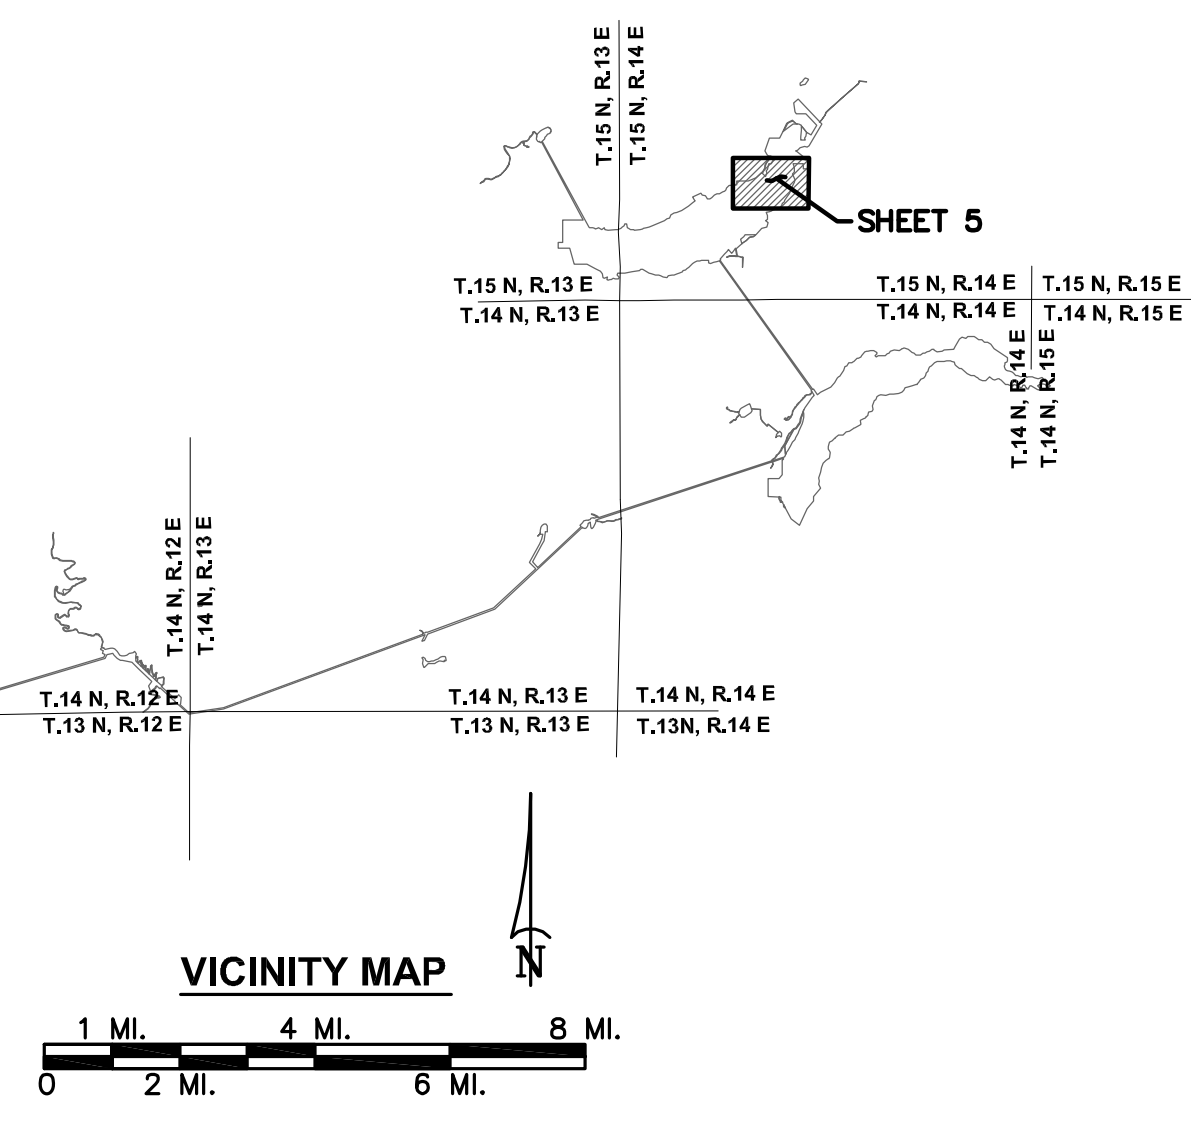 T.15 N, R.13 E
T.15 N, R.14 E
SHEET 5
T.15 N, R.13 E
T.14 N, R.13 E
T.15 N, R.14 E
T.14 N, R.14 E
T.15 N, R.15 E
T.14 N, R.15 E
T.14 N, R.14 E
T.14 N, R.15 E
T.14 N, R.12 E
T.14 N, R.13 E
T.14 N, R.12 E
T.13 N, R.12 E
T.14 N, R.13 E
T.13 N, R.13 E
T.14 N, R.14 E
T.13N, R.14 E
N
VICINITY MAP
1 MI. 4 MI. 8 MI.
0 2 MI. 6 MI.